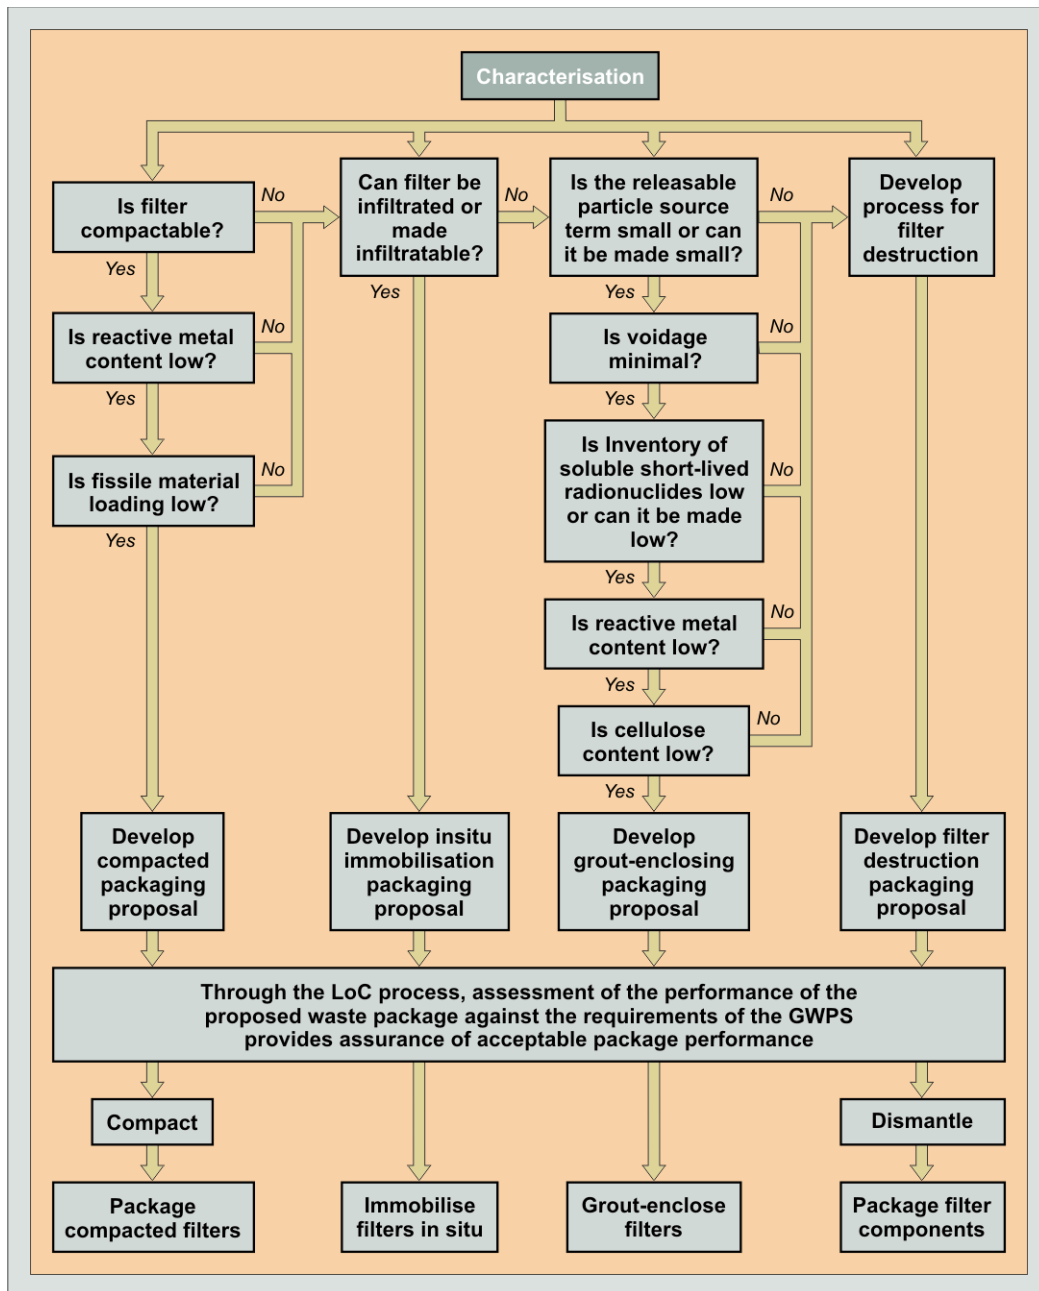 Characterisation
Is filter
compactable?
No
Yes
Is reactive metal
content low?
No
Yes
Is fissile material
loading low?
No
Yes
Can filter be
infiltrated or
made
infiltratable?
No
Yes
Is the releasable
particle source
term small or can
it be made small?
No
Yes
Is voidage
minimal?
No
Yes
Is Inventory of
soluble short-lived
radionuclides low
or can it be made
low?
No
Yes
Is reactive metal
content low?
No
Yes
Is cellulose
content low?
No
Yes
Develop
process for
filter
destruction
Develop
compacted
packaging
proposal
Develop insitu
immobilisation
packaging
proposal
Develop
grout-enclosing
packaging
proposal
Develop filter
destruction
packaging
proposal
Through the LoC process, assessment of the performance of the
proposed waste package against the requirements of the GWPS
provides assurance of acceptable package performance
Compact
Dismantle
Package
compacted filters
Immobilise
filters in situ
Grout-enclose
filters
Package filter
components